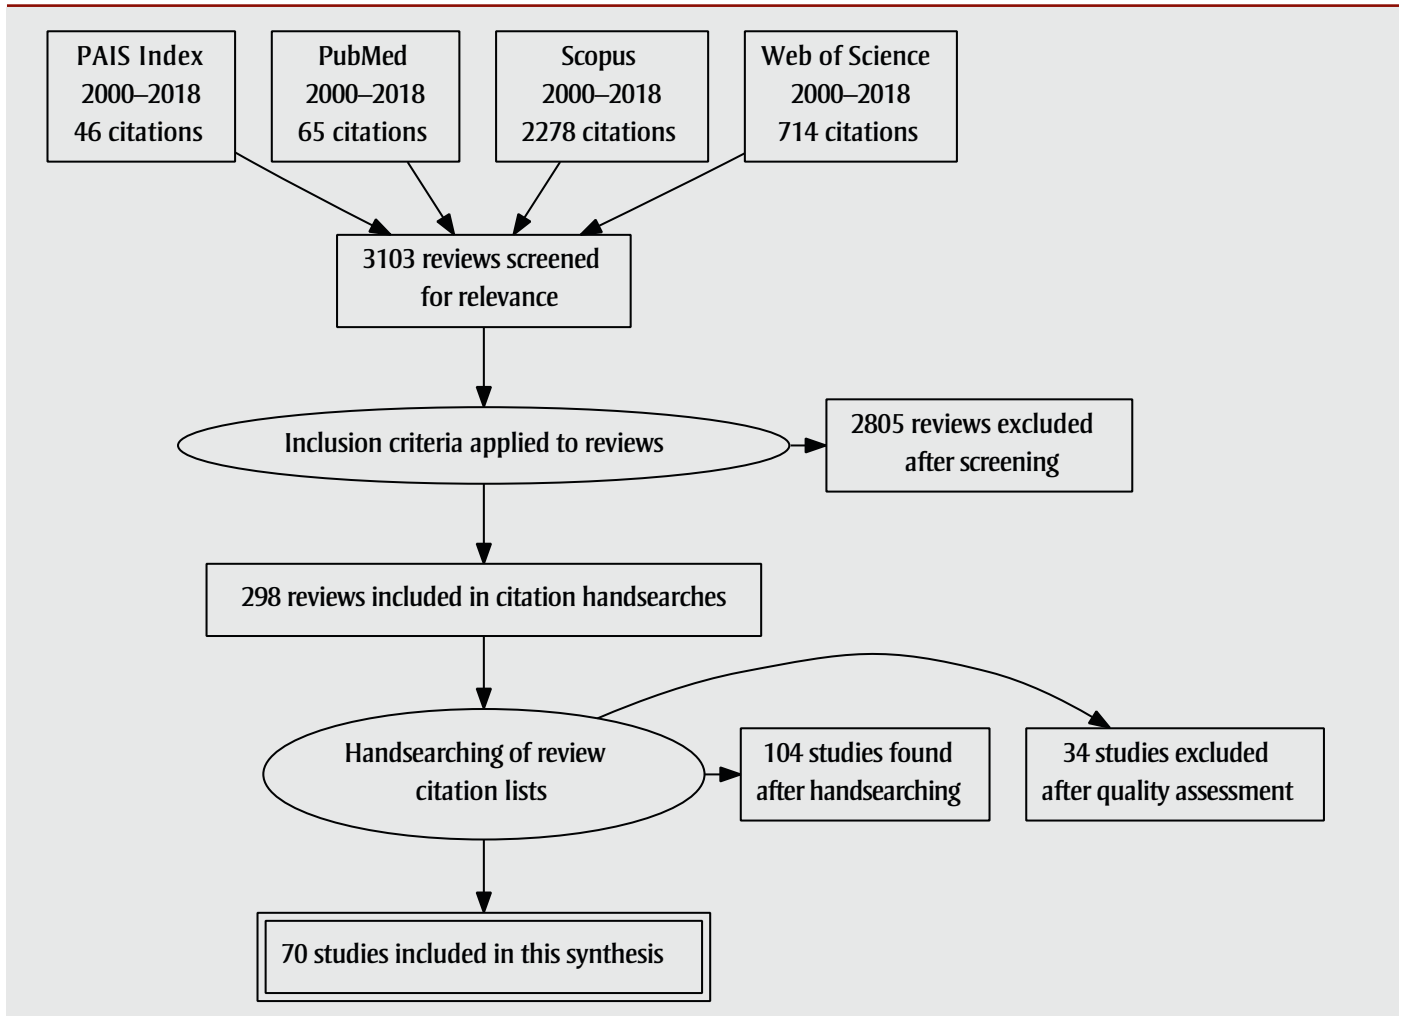 PAIS Index
2000–2018
46 citations
PubMed
2000–2018
65 citations
Scopus
2000–2018
2278 citations
Web of Science
2000–2018
714 citations
3103 reviews screened
for relevance
Inclusion criteria applied to reviews
2805 reviews excluded
after screening
298 reviews included in citation handsearches
Handsearching of review
citation lists
104 studies found
after handsearching
34 studies excluded
after quality assessment
70 studies included in this synthesis